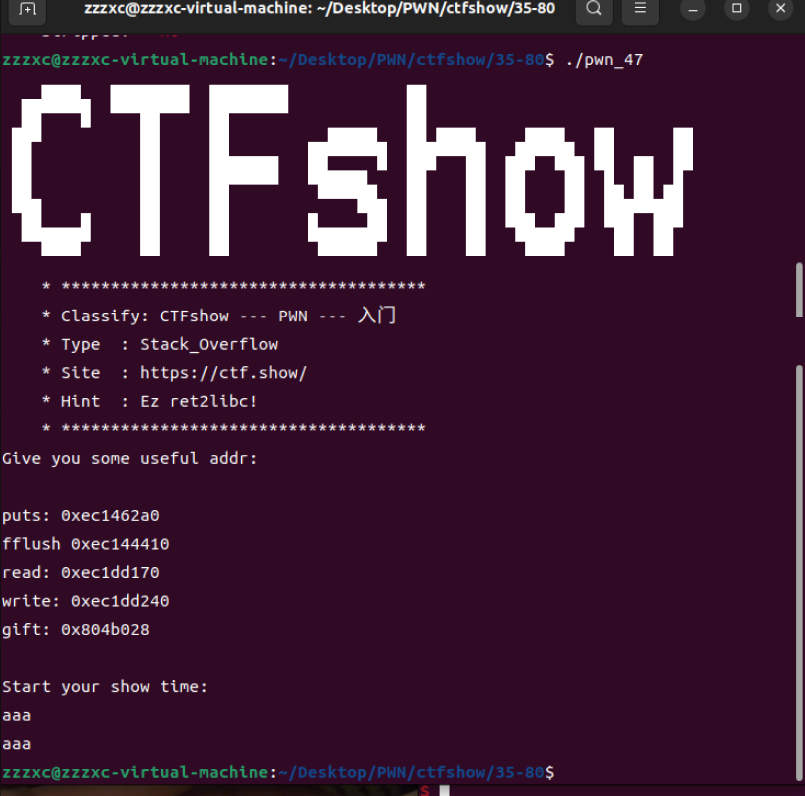 zzzxc@zzzxc-virtual-machine: ~/Desktop/PWN/ctfshow/35-80
zzzxc@zzzxc-virtual-machine:~/Desktop/PWN/ctfshow/35-80$ ./pwn_47
CTFshow
* *************************************
* Classify: CTFshow --- PWN --- 入门
* Type  : Stack_Overflow
* Site  : https://ctf.show/
* Hint  : Ez ret2libc!
* *************************************
Give you some useful addr:
puts: 0xec1462a0
fflush 0xec144410
read: 0xec1dd170
write: 0xec1dd240
gift: 0x804b028
Start your show time:
aaa
aaa
zzzxc@zzzxc-virtual-machine:~/Desktop/PWN/ctfshow/35-80$
$